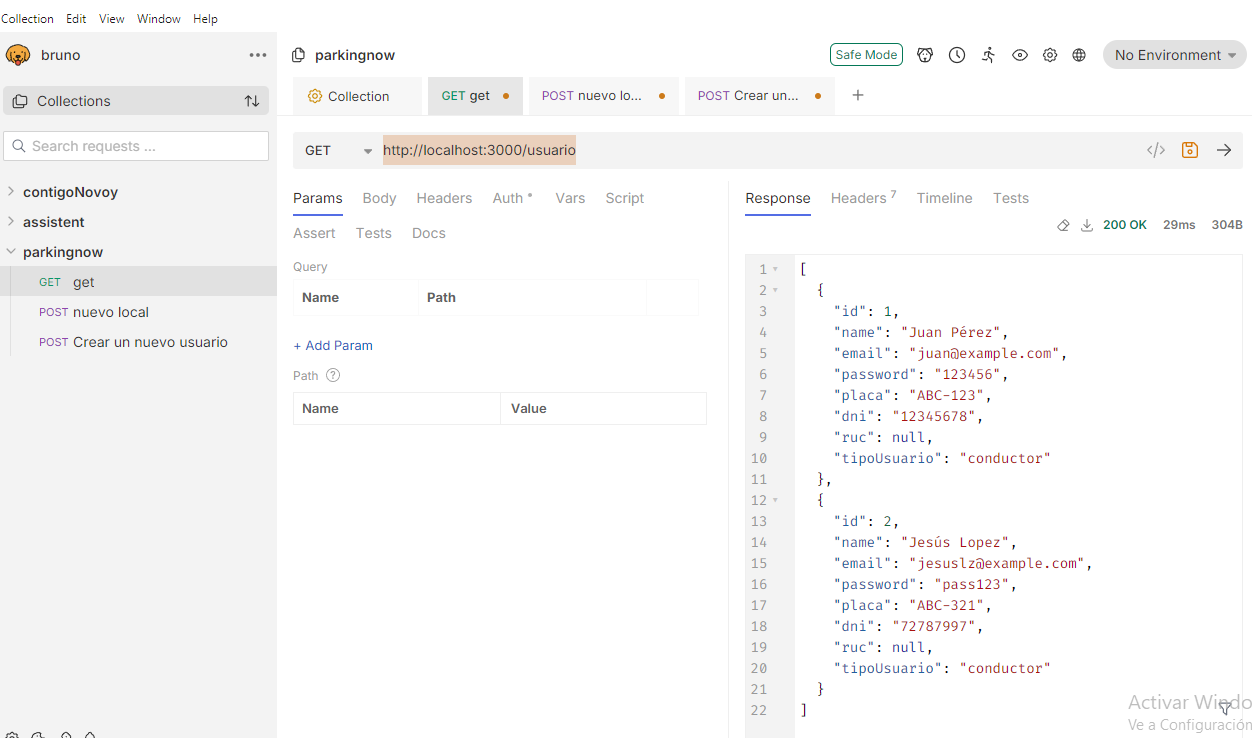 Collection Edit View Window Help
bruno
parkingnow
Safe Mode
No Environment
Collections
Collection
GET get
POST nuevo lo...
POST Crear un...
Search requests ...
GET
http://localhost:3000/usuario
contigoNovoy
assistent
parkingnow
GET get
POST nuevo local
POST Crear un nuevo usuario
Params Body Headers Auth Vars Script
Assert Tests Docs
Query
Name Path
+ Add Param
Path ?
Name Value
Response Headers 7 Timeline Tests
200 OK 29ms 304B
1 [
2 {
3 "id": 1,
4 "name": "Juan Pérez",
5 "email": "juan@example.com",
6 "password": "123456",
7 "placa": "ABC-123",
8 "dni": "12345678",
9 "ruc": null,
10 "tipoUsuario": "conductor"
11 },
12 {
13 "id": 2,
14 "name": "Jesús Lopez",
15 "email": "jesuslz@example.com",
16 "password": "pass123",
17 "placa": "ABC-321",
18 "dni": "72787997",
19 "ruc": null,
20 "tipoUsuario": "conductor"
21 }
22 ]
Activar Windo
Ve a Configuración